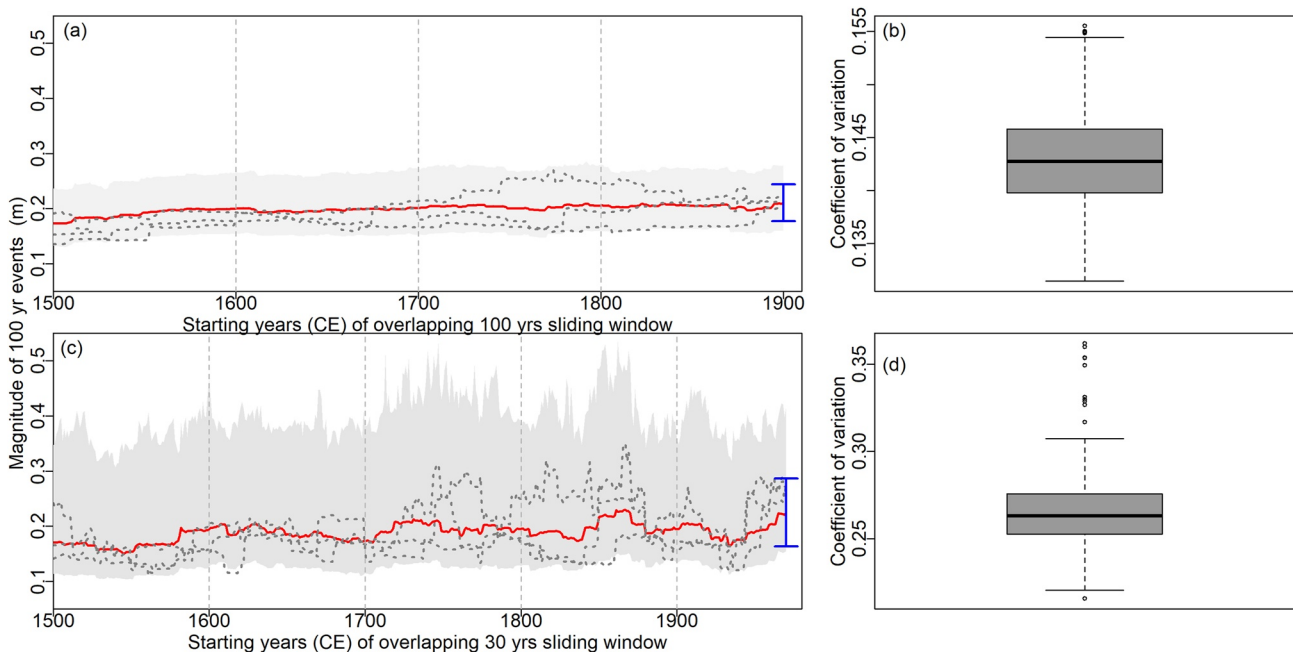 (a)
0.5
0.4
0.3
0.2
0.1
Magnitude of 100 yr events (m)
1500 1600 1700 1800 1900
Starting years (CE) of overlapping 100 yrs sliding window
(b)
0.155
0.145
0.135
Coefficient of variation
(c)
0.5
0.4
0.3
0.2
0.1
1500 1600 1700 1800 1900
Starting years (CE) of overlapping 30 yrs sliding window
(d)
0.35
0.30
0.25
Coefficient of variation